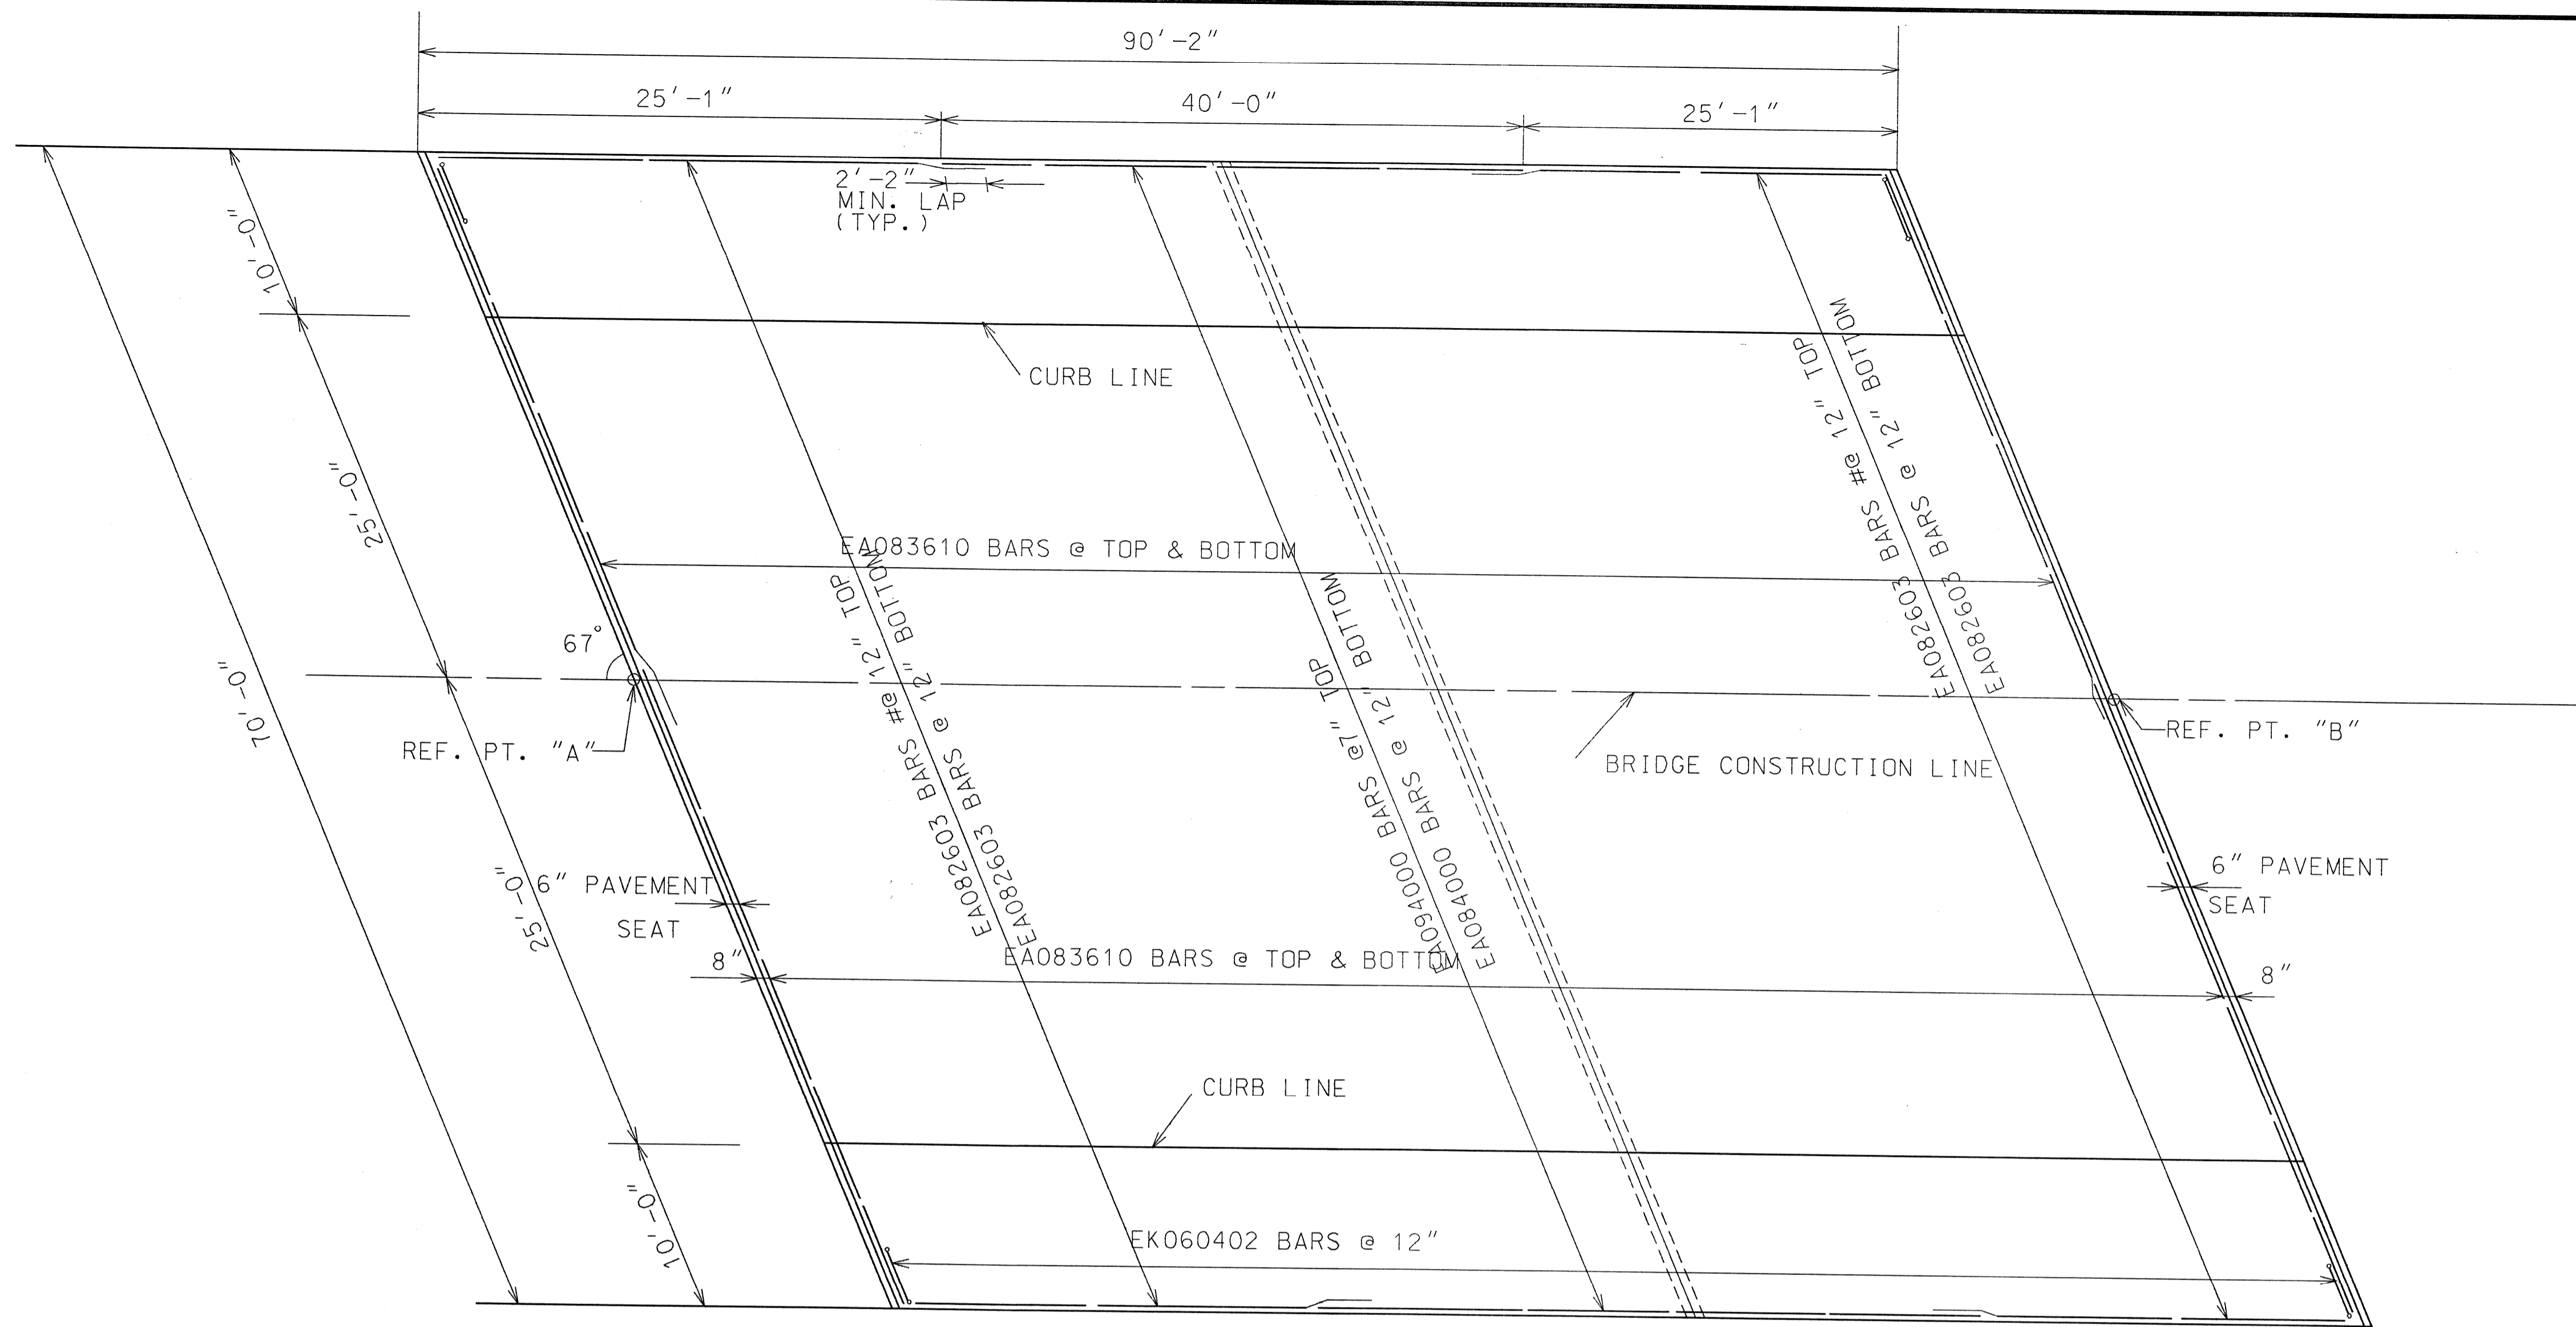 90'-2"
25'-1"
40'-0"
25'-1"
2'-2"
MIN. LAP
(TYP.)
10'-0"
CURB LINE
EA082603 BARS #@ 12" TOP
EA082603 BARS @ 12" BOTTOM
25'-0"
EA083610 BARS @ TOP & BOTTOM
EA082603 BARS #@ 12" TOP
EA082603 BARS @ 12" BOTTOM
EA094000 BARS @7" TOP
EA084000 BARS @ 12" BOTTOM
67°
70'-0"
REF. PT. "A"
REF. PT. "B"
BRIDGE CONSTRUCTION LINE
25'-0"
6" PAVEMENT
SEAT
6" PAVEMENT
SEAT
8"
EA083610 BARS @ TOP & BOTTOM
8"
CURB LINE
10'-0"
EK060402 BARS @ 12"